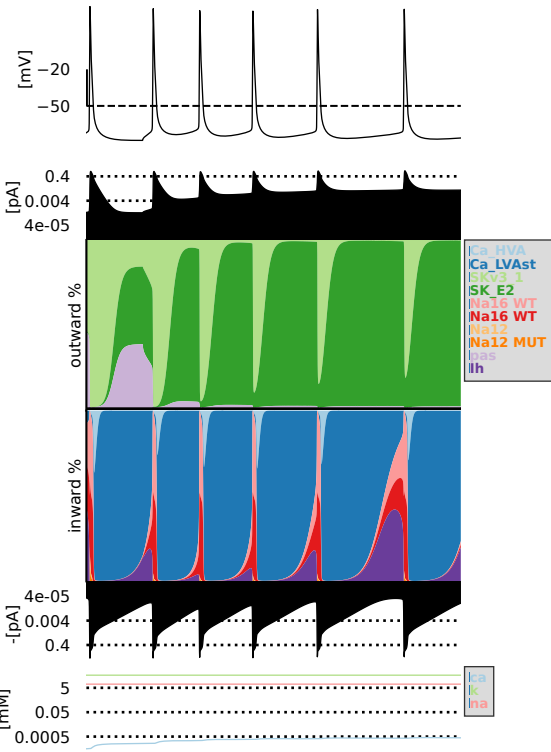 [mV]
−20
−50
[pA]
0.4
0.004
4e-05
outward %
Ca_HVA
Ca_LVAst
SKv3_1
SK_E2
Na16 WT
Na16 WT
Na12
Na12 MUT
pas
Ih
inward %
-[pA]
4e-05
0.004
0.4
[mM]
5
0.05
0.0005
ca
k
na